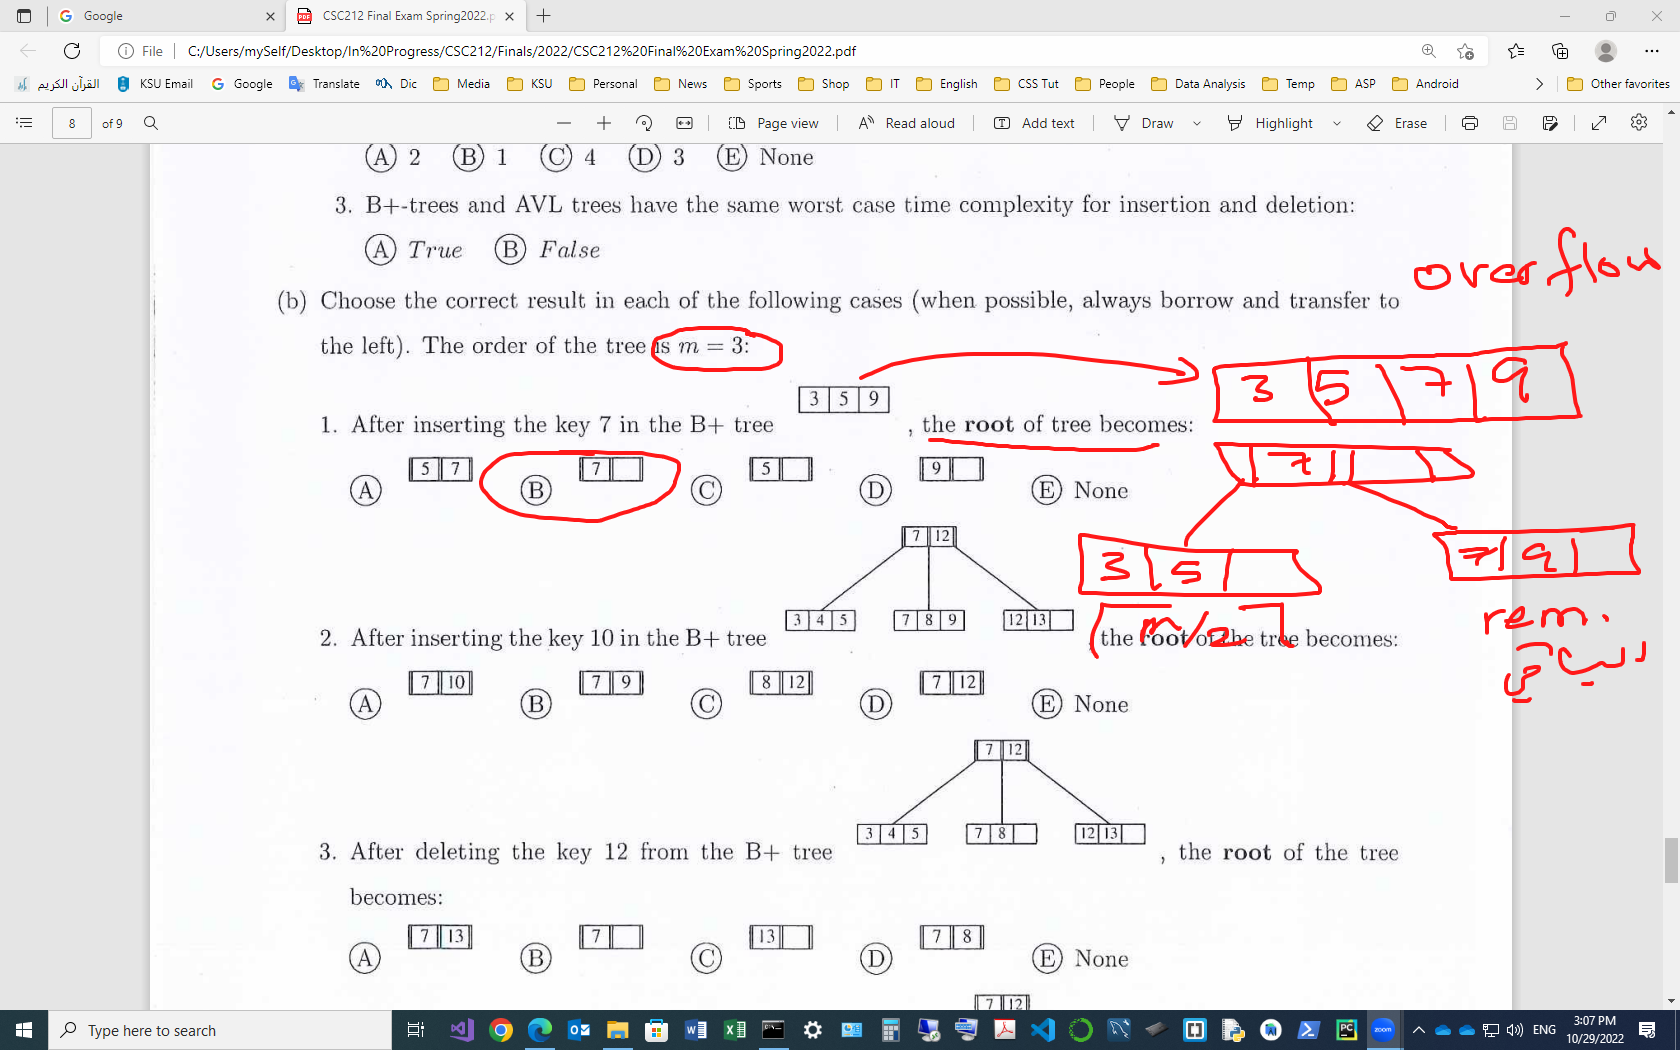 Google
CSC212 Final Exam Spring2022.p
File C:/Users/mySelf/Desktop/In%20Progress/CSC212/Finals/2022/CSC212%20Final%20Exam%20Spring2022.pdf
القرآن الكريم KSU Email Google Translate Dic Media KSU Personal News Sports Shop IT English CSS Tut People Data Analysis Temp ASP Android Other favorites
8 of 9 Page view Read aloud Add text Draw Highlight Erase
(A) 2 (B) 1 (C) 4 (D) 3 (E) None
3. B+-trees and AVL trees have the same worst case time complexity for insertion and deletion:
(A) True (B) False
overflow
(b) Choose the correct result in each of the following cases (when possible, always borrow and transfer to
the left). The order of the tree is m = 3:
3 5 9
3 5 7 9
1. After inserting the key 7 in the B+ tree , the root of tree becomes:
5 7 7 5 9
(A) (B) (C) (D) (E) None
7
7 12
3 5
7 9
3 4 5 7 8 9 12 13
m/2
rem.
2. After inserting the key 10 in the B+ tree the root of the tree becomes:
7 10 7 9 8 12 7 12
(A) (B) (C) (D) (E) None
7 12
3 4 5 7 8 12 13
3. After deleting the key 12 from the B+ tree , the root of the tree
becomes:
7 13 7 13 7 8
(A) (B) (C) (D) (E) None
7 12
Type here to search
zoom
ENG
3:07 PM
10/29/2022